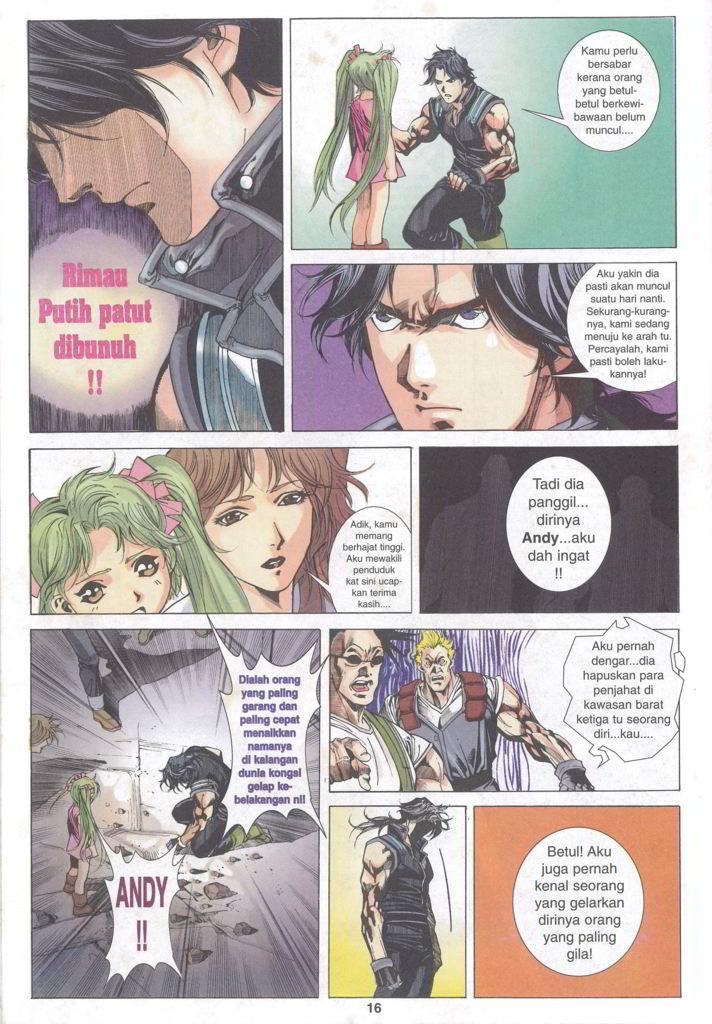 Rimau
Putih patut
dibunuh
!!
Kamu perlu
bersabar
kerana orang
yang betul-
betul berkewi-
bawaan belum
muncul....
Aku yakin dia
pasti akan muncul
suatu hari nanti.
Sekurang-kurang-
nya, kami sedang
menuju ke arah tu.
Percayalah, kami
pasti boleh laku-
kannya!
Adik, kamu
memang
berhajat tinggi.
Aku mewakili
penduduk
kat sini ucap-
kan terima
kasih....
Tadi dia
panggil...
dirinya
Andy...aku
dah ingat
!!
Dialah orang
yang paling
garang dan
paling cepat
menaikkan
namanya
di kalangan
dunia kongsi
gelap ke-
belakangan ni!
ANDY
!!
Aku pernah
dengar...dia
hapuskan para
penjahat di
kawasan barat
ketiga tu seorang
diri...kau....
Betul! Aku
juga pernah
kenal seorang
yang gelarkan
dirinya orang
yang paling
gila!
16